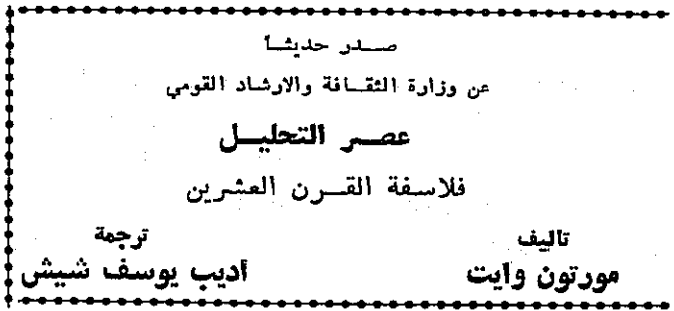 صدر حديثاً
عن وزارة الثقافة والارشاد القومي
عصر التحليل
فلاسفة القرن العشرين
تاليف
مورتون وايت
ترجمة
أديب يوسف شيش